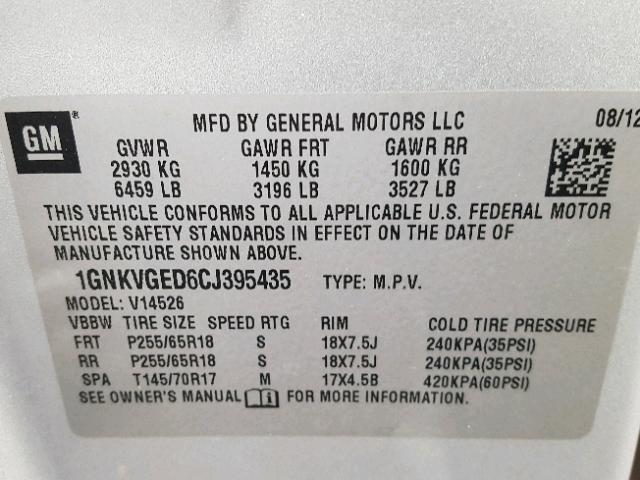 GM ®
MFD BY GENERAL MOTORS LLC 08/12
GVWR GAWR FRT GAWR RR
2930 KG 1450 KG 1600 KG
6459 LB 3196 LB 3527 LB
THIS VEHICLE CONFORMS TO ALL APPLICABLE U.S. FEDERAL MOTOR
VEHICLE SAFETY STANDARDS IN EFFECT ON THE DATE OF
MANUFACTURE SHOWN ABOVE.
1GNKVGED6CJ395435 TYPE: M.P.V.
MODEL: V14526
VBBW TIRE SIZE SPEED RTG RIM COLD TIRE PRESSURE
FRT P255/65R18 S 18X7.5J 240KPA(35PSI)
RR P255/65R18 S 18X7.5J 240KPA(35PSI)
SPA T145/70R17 M 17X4.5B 420KPA(60PSI)
SEE OWNER'S MANUAL FOR MORE INFORMATION.